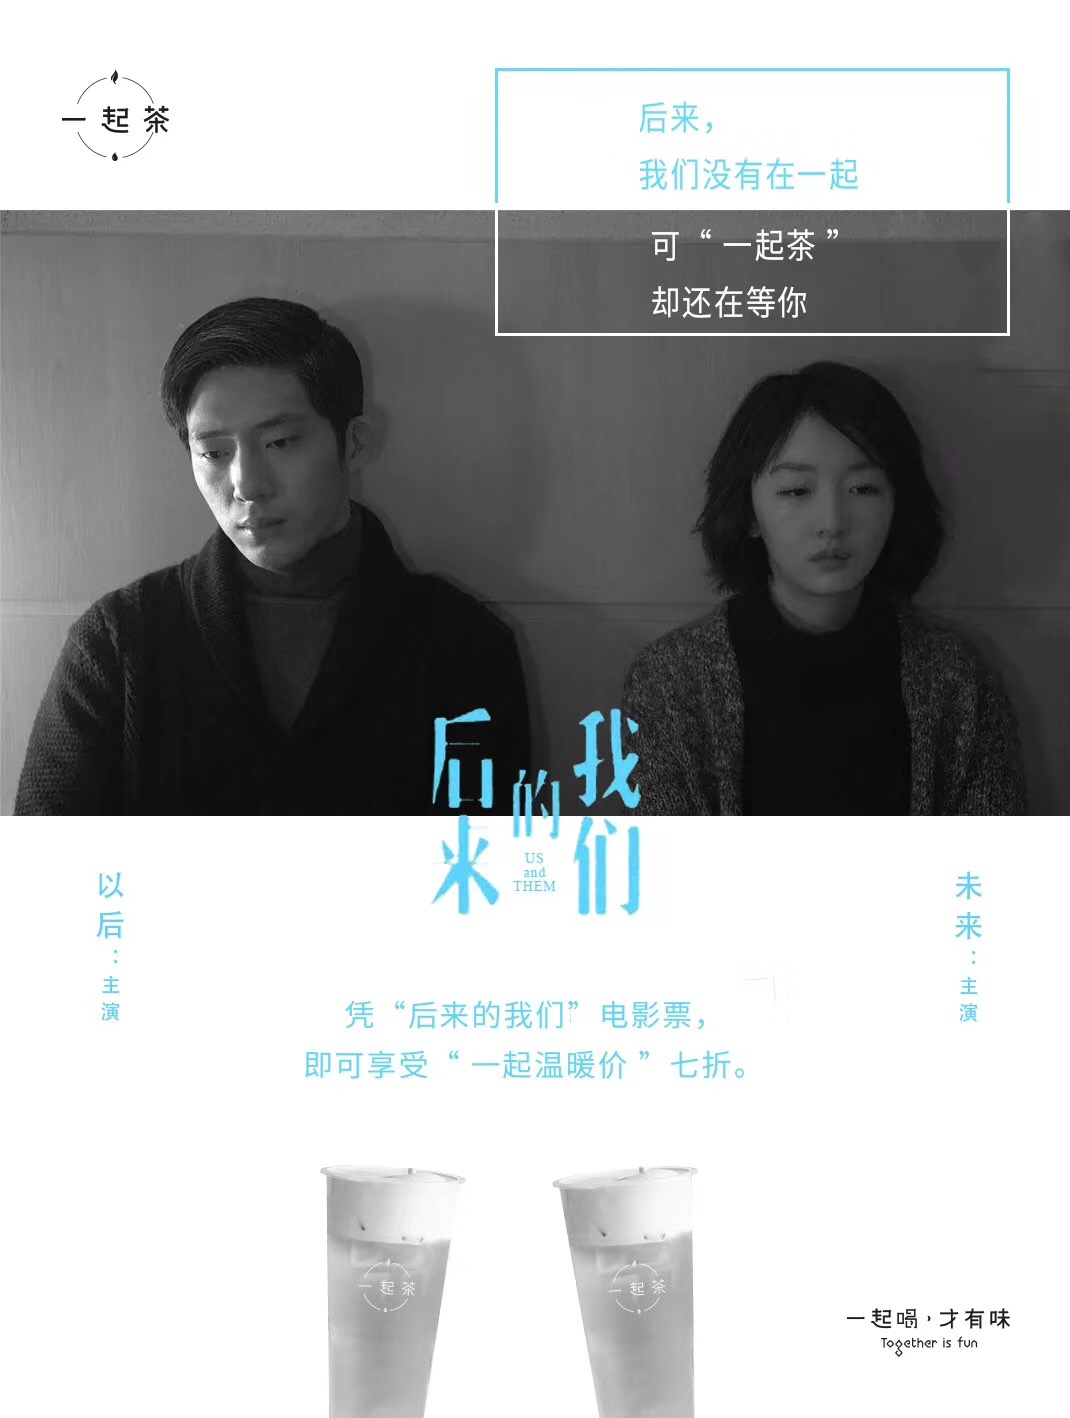 一起茶
后来，
我们没有在一起
可“一起茶”
却还在等你
后来的我们
US
and
THEM
以后：主演
未来：主演
凭“后来的我们”电影票，
即可享受“一起温暖价”七折。
一起茶
一起茶
一起喝，才有味
Together is fun